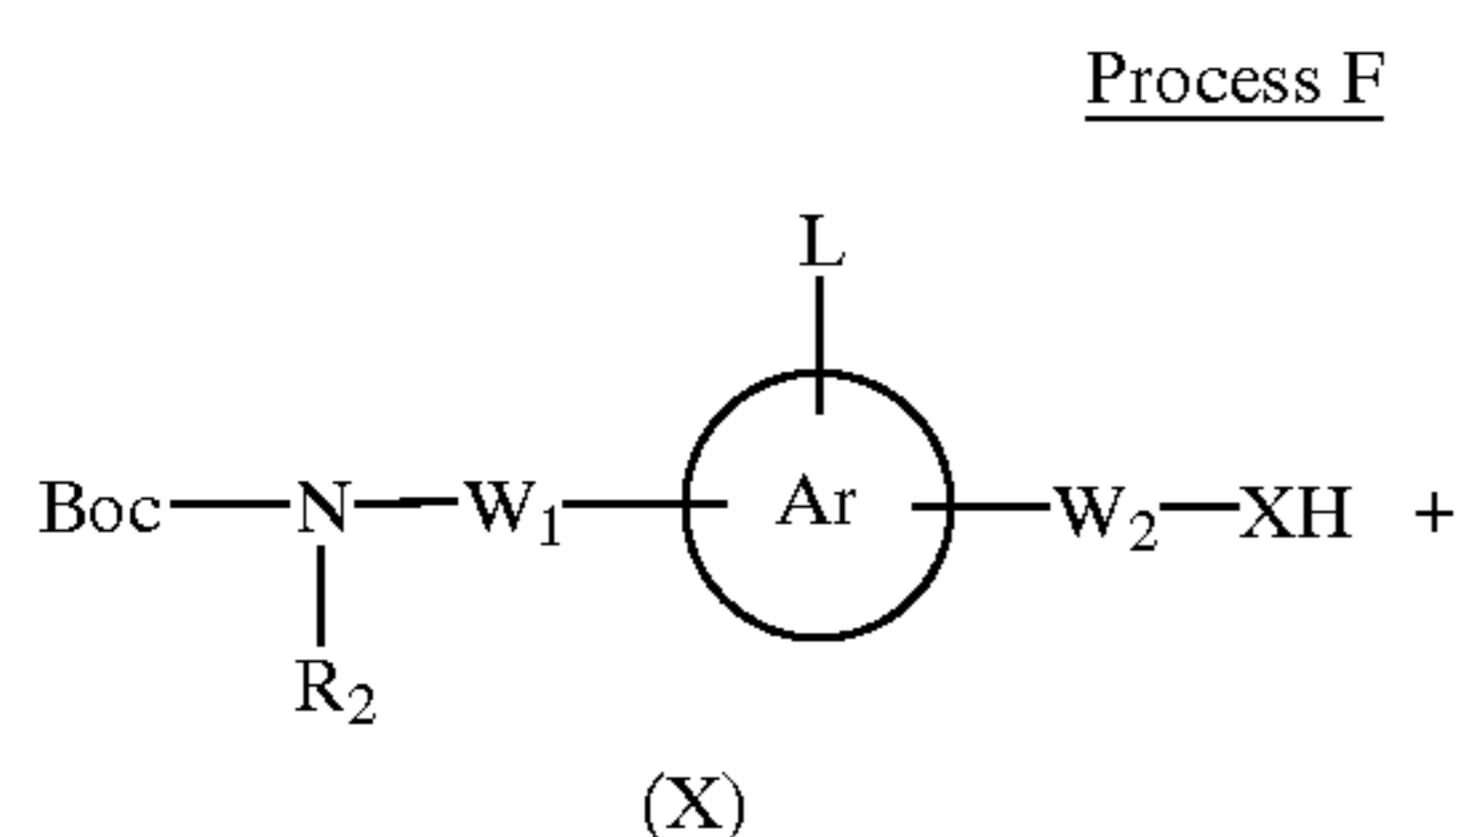 Process F
L
Boc N W₁ Ar W₂ XH +
R₂
(X)